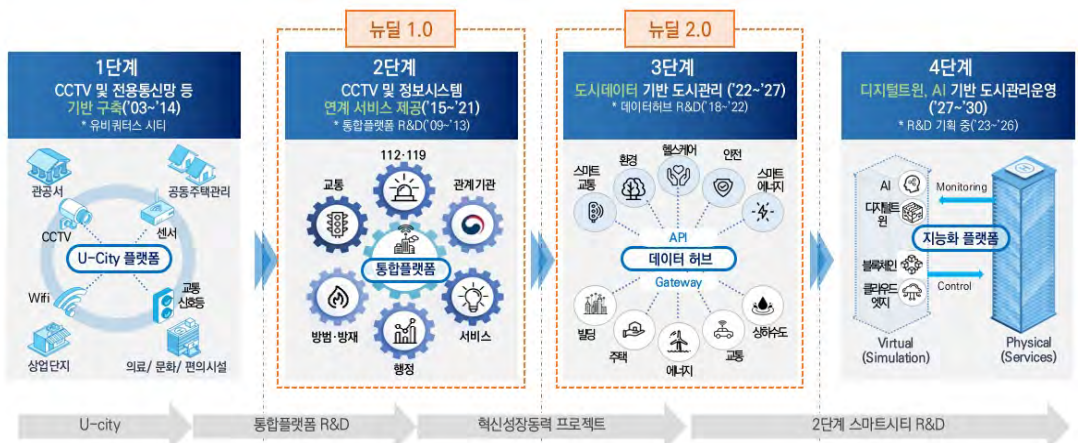 뉴딜 1.0
뉴딜 2.0
1단계
CCTV 및 전용통신망 등
기반 구축('03~'14)
* 유비쿼터스 시티
관공서
공동주택관리
CCTV
센서
U-City 플랫폼
Wifi
교통
신호등
상업단지
의료/ 문화/ 편의시설
2단계
CCTV 및 정보시스템
연계 서비스 제공('15~'21)
* 통합플랫폼 R&D('09~'13)
112·119
교통
관계기관
통합플랫폼
방범·방재
서비스
행정
3단계
도시데이터 기반 도시관리 ('22~'27)
* 데이터허브 R&D('18~'22)
헬스케어
환경
안전
스마트
교통
스마트
에너지
API
데이터 허브
Gateway
빌딩
상하수도
주택
교통
에너지
4단계
디지털트윈, AI 기반 도시관리운영
('27~'30)
* R&D 기획 중('23~'26)
AI
Monitoring
디지털트
윈
지능화 플랫폼
블록체인
클라우드
엣지
Control
Virtual
(Simulation)
Physical
(Services)
U-city
통합플랫폼 R&D
혁신성장동력 프로젝트
2단계 스마트시티 R&D